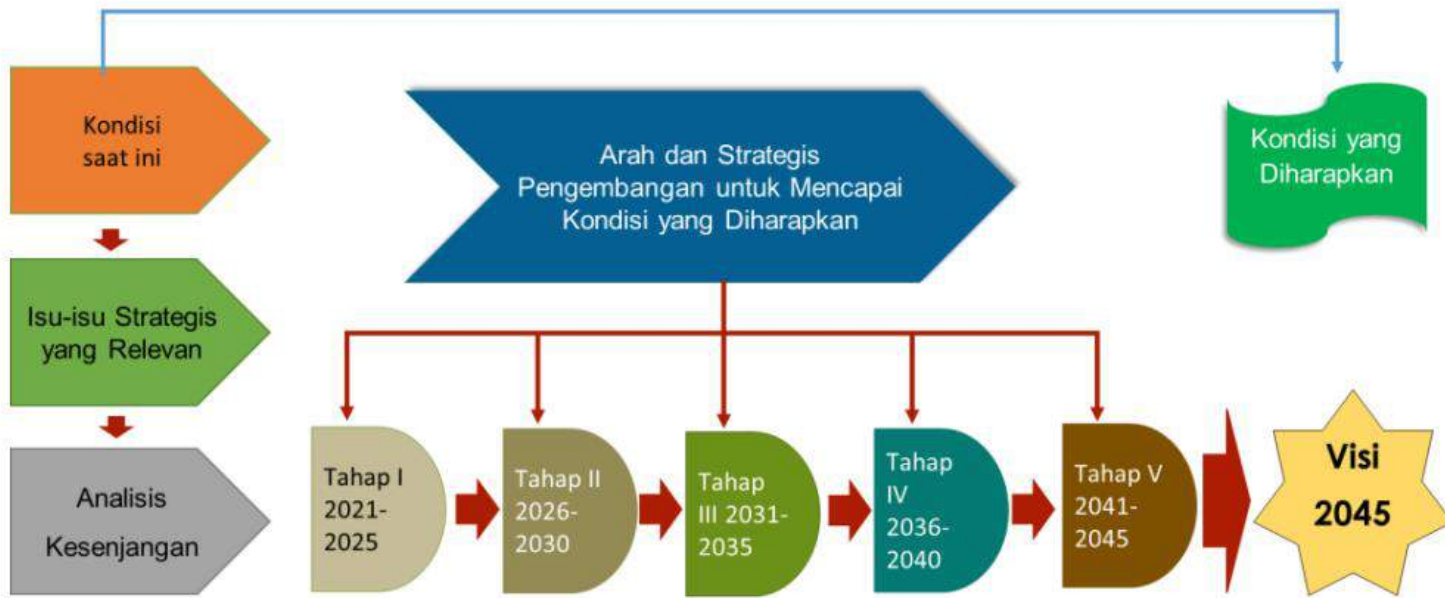 Kondisi
saat ini
Arah dan Strategis
Pengembangan untuk Mencapai
Kondisi yang Diharapkan
Kondisi yang
Diharapkan
Isu-isu Strategis
yang Relevan
Analisis
Kesenjangan
Tahap I
2021-
2025
Tahap II
2026-
2030
Tahap
III 2031-
2035
Tahap
IV
2036-
2040
Tahap V
2041-
2045
Visi
2045